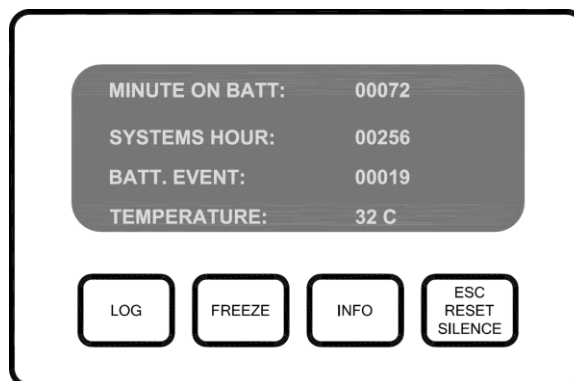 MINUTE ON BATT: 00072
SYSTEMS HOUR: 00256
BATT. EVENT: 00019
TEMPERATURE: 32 C
LOG
FREEZE
INFO
ESC
RESET
SILENCE